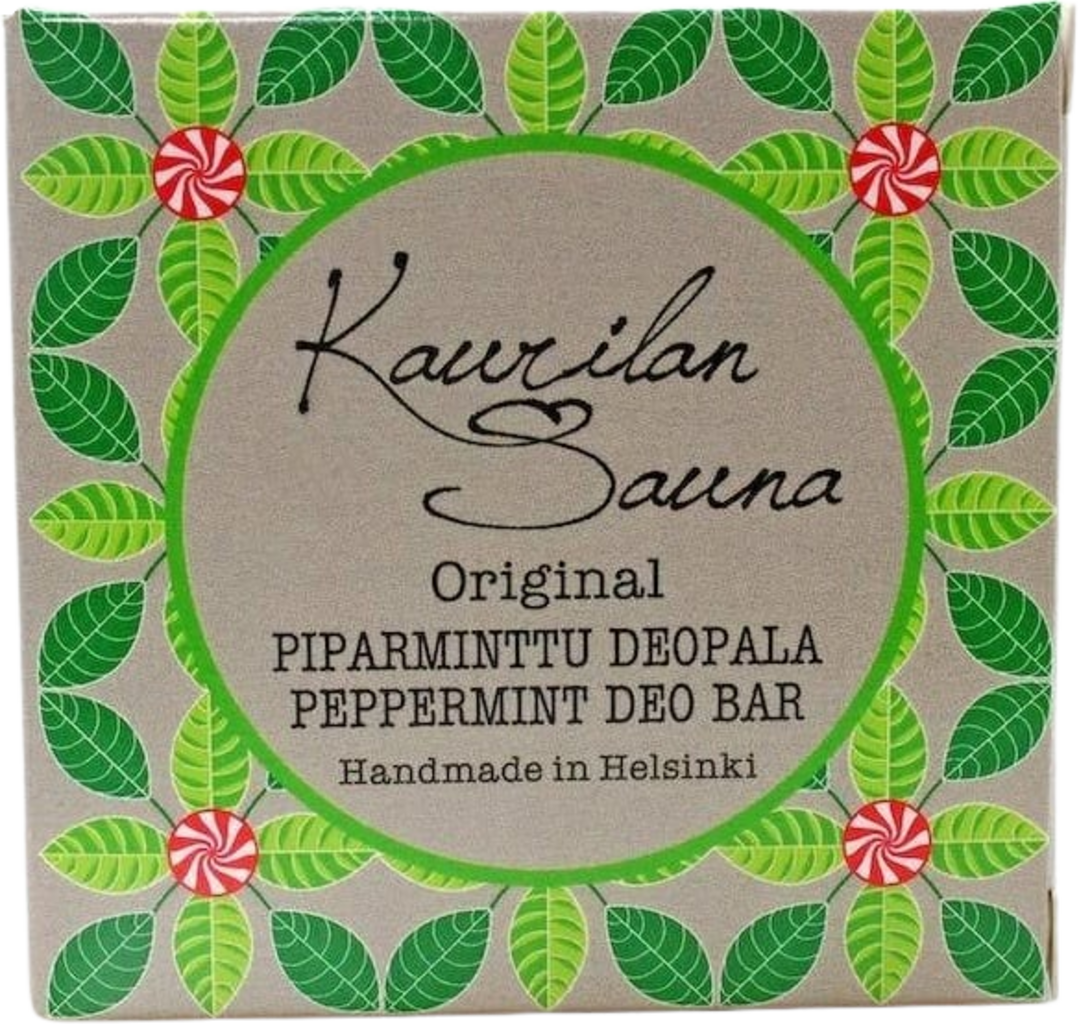 Kaurilan
Sauna
Original
PIPARMINTTU DEOPALA
PEPPERMINT DEO BAR
Handmade in Helsinki